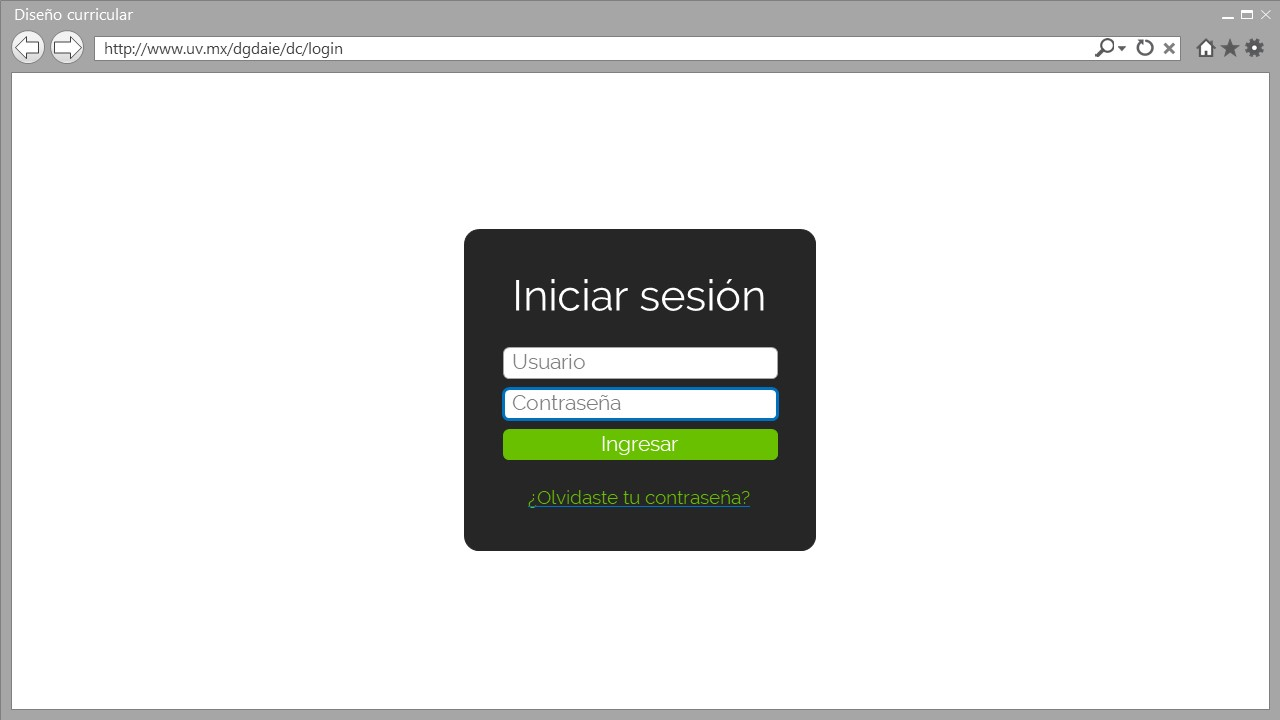 Diseño curricular
http://www.uv.mx/dgdaie/dc/login
Iniciar sesión
Usuario
Contraseña
Ingresar
¿Olvidaste tu contraseña?